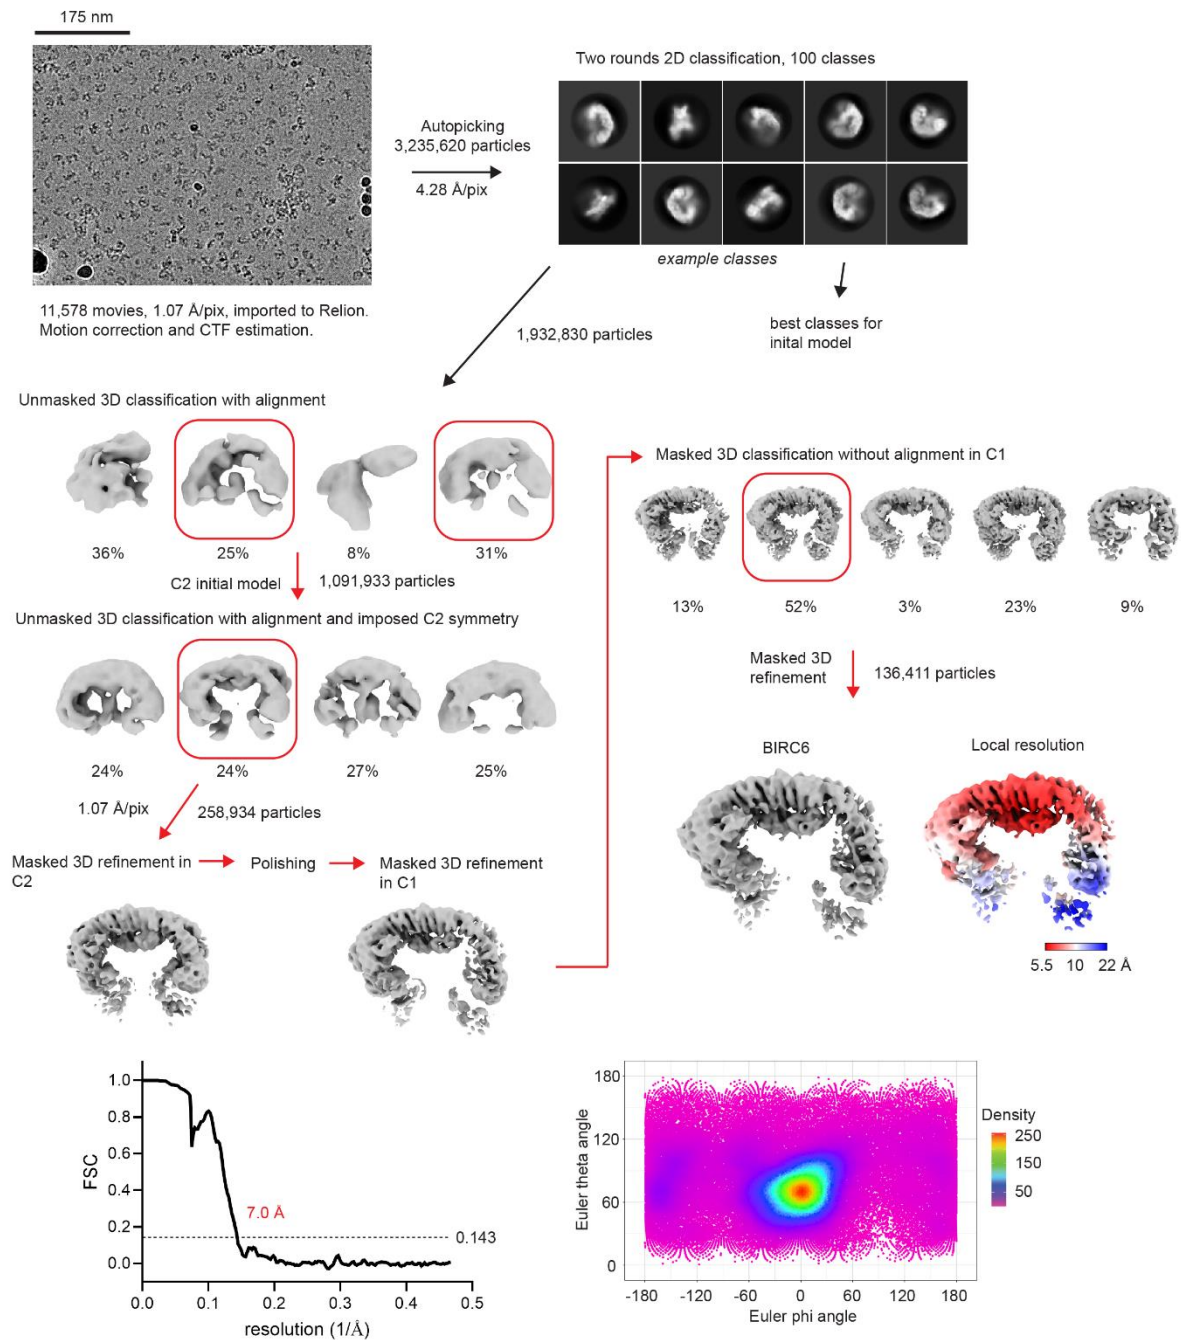 175 nm
Two rounds 2D classification, 100 classes
Autopicking
3,235,620 particles
4.28 Å/pix
example classes
11,578 movies, 1.07 Å/pix, imported to Relion.
Motion correction and CTF estimation.
1,932,830 particles
best classes for
inital model
Unmasked 3D classification with alignment
36%
25%
8%
31%
C2 initial model
1,091,933 particles
Unmasked 3D classification with alignment and imposed C2 symmetry
24%
24%
27%
25%
1.07 Å/pix
258,934 particles
Masked 3D refinement in
C2
Polishing
Masked 3D refinement
in C1
Masked 3D classification without alignment in C1
13%
52%
3%
23%
9%
Masked 3D
refinement
136,411 particles
BIRC6
Local resolution
5.5 10 22 Å
1.0
0.8
0.6
0.4
0.2
0.0
FSC
7.0 Å
0.143
0.0 0.1 0.2 0.3 0.4 0.5
resolution (1/Å)
180
120
60
0
Euler theta angle
-180 -120 -60 0 60 120 180
Euler phi angle
Density
250
150
50